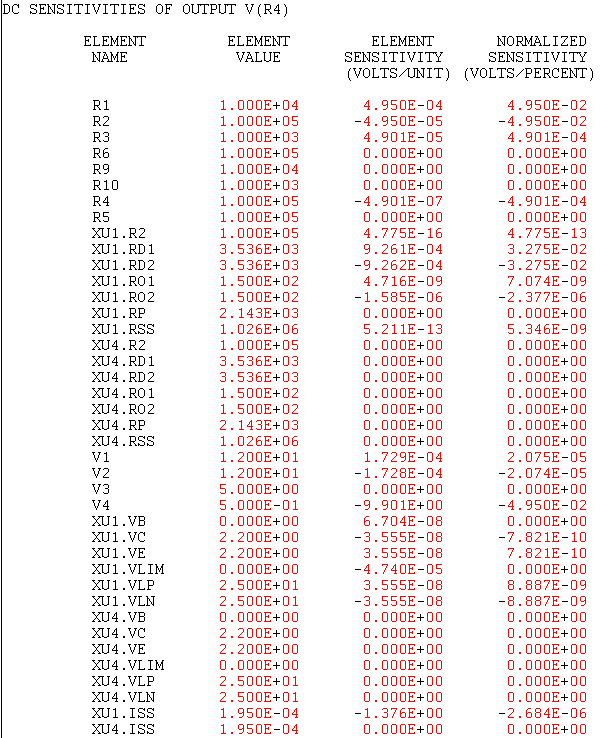 DC SENSITIVITIES OF OUTPUT V(R4)
ELEMENT ELEMENT ELEMENT NORMALIZED
NAME VALUE SENSITIVITY SENSITIVITY
(VOLTS/UNIT) (VOLTS/PERCENT)
R1 1.000E+04 4.950E-04 4.950E-02
R2 1.000E+05 -4.950E-05 -4.950E-02
R3 1.000E+03 4.901E-05 4.901E-04
R6 1.000E+05 0.000E+00 0.000E+00
R9 1.000E+04 0.000E+00 0.000E+00
R10 1.000E+03 0.000E+00 0.000E+00
R4 1.000E+05 -4.901E-07 -4.901E-04
R5 1.000E+05 0.000E+00 0.000E+00
XU1.R2 1.000E+05 4.775E-16 4.775E-13
XU1.RD1 3.536E+03 9.261E-04 3.275E-02
XU1.RD2 3.536E+03 -9.262E-04 -3.275E-02
XU1.RO1 1.500E+02 4.716E-09 7.074E-09
XU1.RO2 1.500E+02 -1.585E-06 -2.377E-06
XU1.RP 2.143E+03 0.000E+00 0.000E+00
XU1.RSS 1.026E+06 5.211E-13 5.346E-09
XU4.R2 1.000E+05 0.000E+00 0.000E+00
XU4.RD1 3.536E+03 0.000E+00 0.000E+00
XU4.RD2 3.536E+03 0.000E+00 0.000E+00
XU4.RO1 1.500E+02 0.000E+00 0.000E+00
XU4.RO2 1.500E+02 0.000E+00 0.000E+00
XU4.RP 2.143E+03 0.000E+00 0.000E+00
XU4.RSS 1.026E+06 0.000E+00 0.000E+00
V1 1.200E+01 1.729E-04 2.075E-05
V2 1.200E+01 -1.728E-04 -2.074E-05
V3 5.000E+00 0.000E+00 0.000E+00
V4 5.000E-01 -9.901E+00 -4.950E-02
XU1.VB 0.000E+00 6.704E-08 0.000E+00
XU1.VC 2.200E+00 -3.555E-08 -7.821E-10
XU1.VE 2.200E+00 3.555E-08 7.821E-10
XU1.VLIM 0.000E+00 -4.740E-05 0.000E+00
XU1.VLP 2.500E+01 3.555E-08 8.887E-09
XU1.VLN 2.500E+01 -3.555E-08 -8.887E-09
XU4.VB 0.000E+00 0.000E+00 0.000E+00
XU4.VC 2.200E+00 0.000E+00 0.000E+00
XU4.VE 2.200E+00 0.000E+00 0.000E+00
XU4.VLIM 0.000E+00 0.000E+00 0.000E+00
XU4.VLP 2.500E+01 0.000E+00 0.000E+00
XU4.VLN 2.500E+01 0.000E+00 0.000E+00
XU1.ISS 1.950E-04 -1.376E+00 -2.684E-06
XU4.ISS 1.950E-04 0.000E+00 0.000E+00